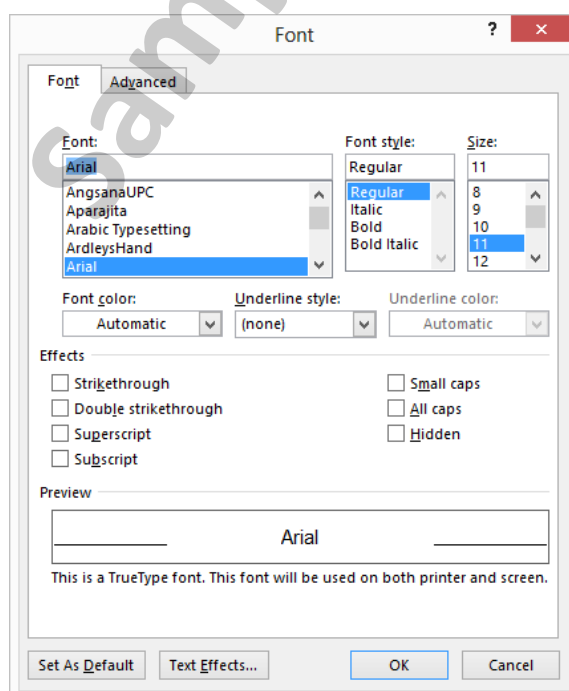 Font
?
Font Advanced
Font: Font style: Size:
Arial Regular 11
AngsanaUPC Regular 8
Aparajita Italic 9
Arabic Typesetting Bold 10
ArdleysHand Bold Italic 11
Arial 12
Font color: Underline style: Underline color:
Automatic (none) Automatic
Effects
Strikethrough Small caps
Double strikethrough All caps
Superscript Hidden
Subscript
Preview
Arial
This is a TrueType font. This font will be used on both printer and screen.
Set As Default Text Effects... OK Cancel